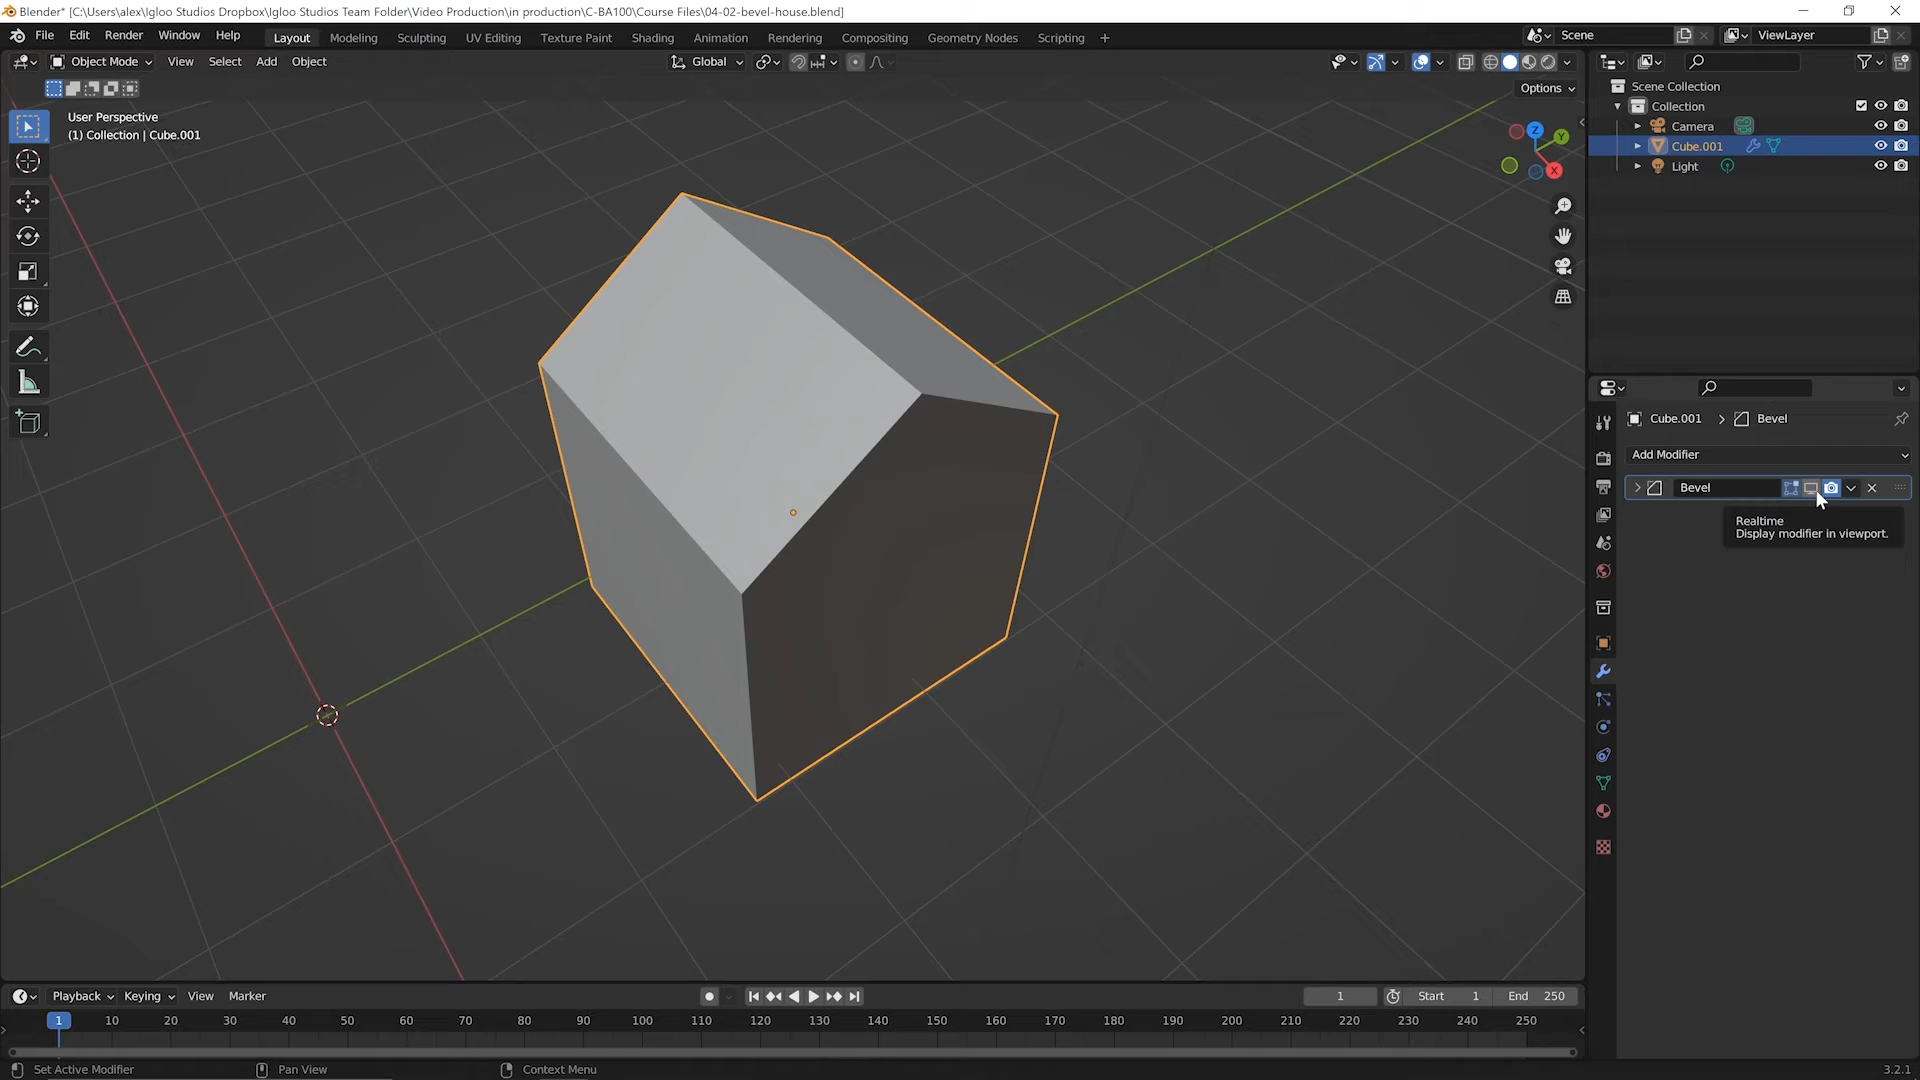 Blender* [C:\Users\alex\Igloo Studios Dropbox\Igloo Studios Team Folder\Video Production\in production\C-BA100\Course Files\04-02-bevel-house.blend]
File Edit Render Window Help Layout Modeling Sculpting UV Editing Texture Paint Shading Animation Rendering Compositing Geometry Nodes Scripting + Scene ViewLayer
Object Mode View Select Add Object Global
Options
User Perspective
(1) Collection | Cube.001
Z
Y
X
Scene Collection
Collection
Camera
Cube.001
Light
Cube.001 > Bevel
Add Modifier
Bevel
Realtime
Display modifier in viewport.
Playback Keying View Marker 1 Start 1 End 250
1 10 20 30 40 50 60 70 80 90 100 110 120 130 140 150 160 170 180 190 200 210 220 230 240 250
Set Active Modifier Pan View Context Menu 3.2.1